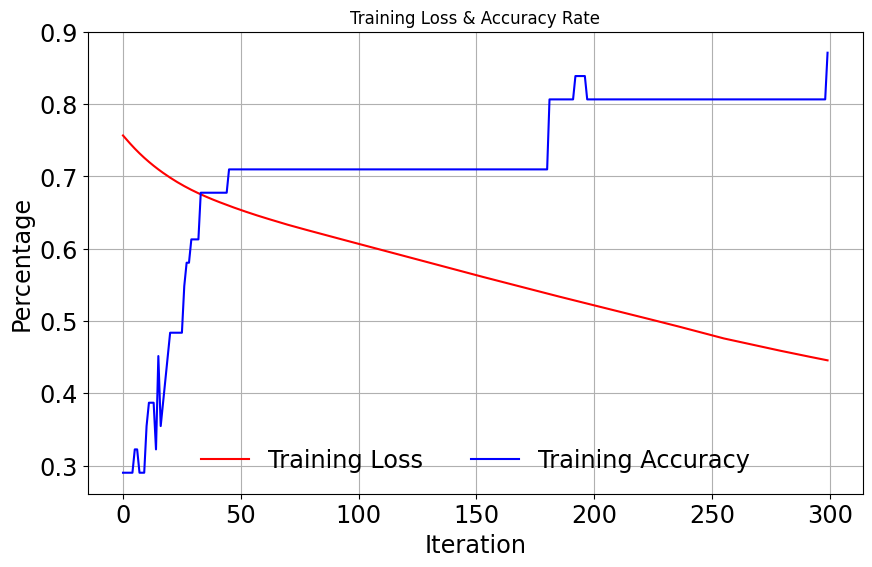 Training Loss & Accuracy Rate
0.9
0.8
0.7
0.6
0.5
0.4
0.3
Percentage
Training Loss
Training Accuracy
0 50 100 150 200 250 300
Iteration